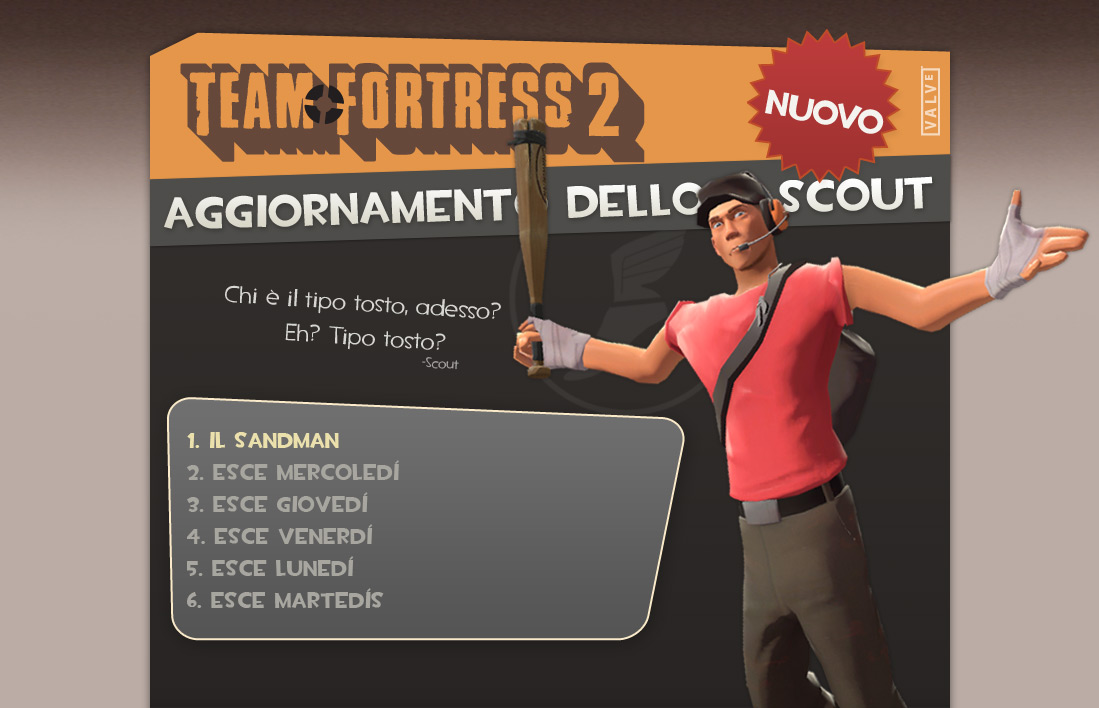 TEAM FORTRESS 2
NUOVO
VALVE
AGGIORNAMENTO DELLO SCOUT
Chi è il tipo tosto, adesso?
Eh? Tipo tosto?
-Scout
1. IL SANDMAN
2. ESCE MERCOLEDÍ
3. ESCE GIOVEDÍ
4. ESCE VENERDÍ
5. ESCE LUNEDÍ
6. ESCE MARTEDÍS